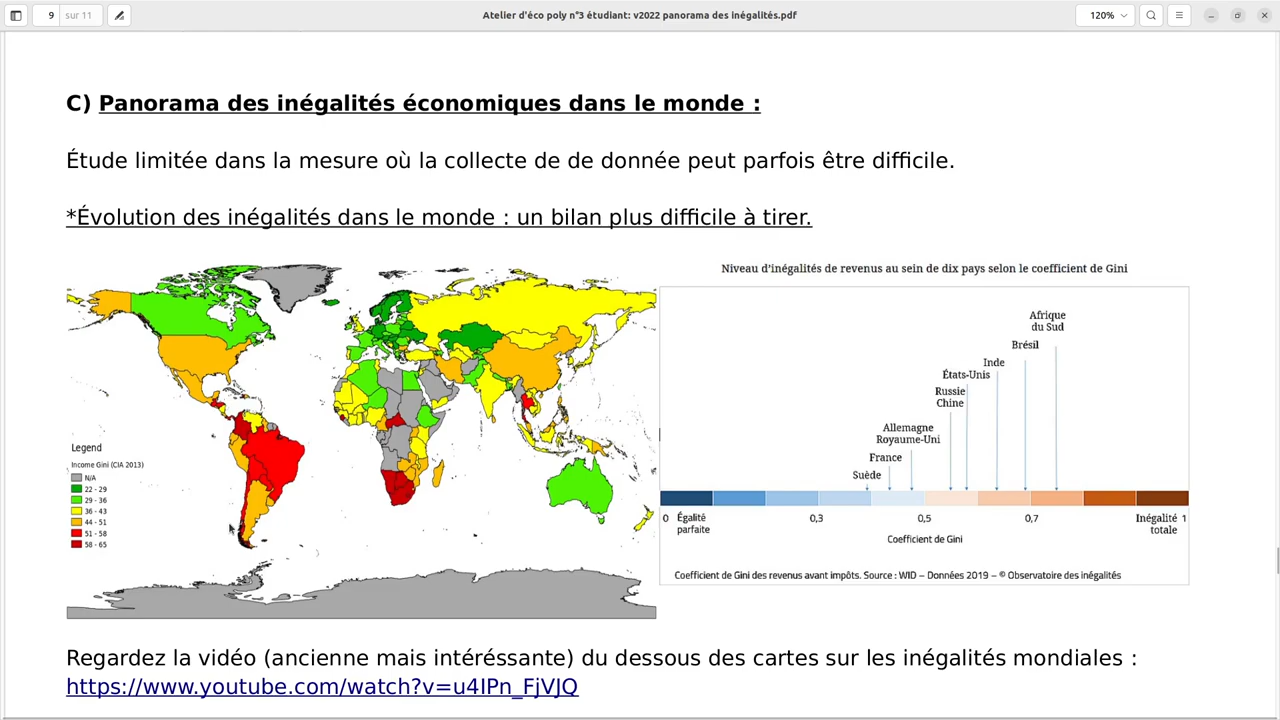 9 sur 11
Atelier d'éco poly n°3 étudiant: v2022 panorama des inégalités.pdf
120%
C) Panorama des inégalités économiques dans le monde :
Étude limitée dans la mesure où la collecte de de donnée peut parfois être difficile.
*Évolution des inégalités dans le monde : un bilan plus difficile à tirer.
Legend
Income Gini (CIA 2013)
N/A
22 - 29
29 - 36
36 - 43
44 - 51
51 - 58
58 - 65
Niveau d'inégalités de revenus au sein de dix pays selon le coefficient de Gini
Afrique
du Sud
Brésil
Inde
États-Unis
Russie
Chine
Allemagne
Royaume-Uni
France
Suède
0 Égalité
parfaite
0,3
0,5
0,7
Inégalité 1
totale
Coefficient de Gini
Coefficient de Gini des revenus avant impôts. Source : WID – Données 2019 – © Observatoire des inégalités
Regardez la vidéo (ancienne mais intéréssante) du dessous des cartes sur les inégalités mondiales :
https://www.youtube.com/watch?v=u4IPn_FjVJQ